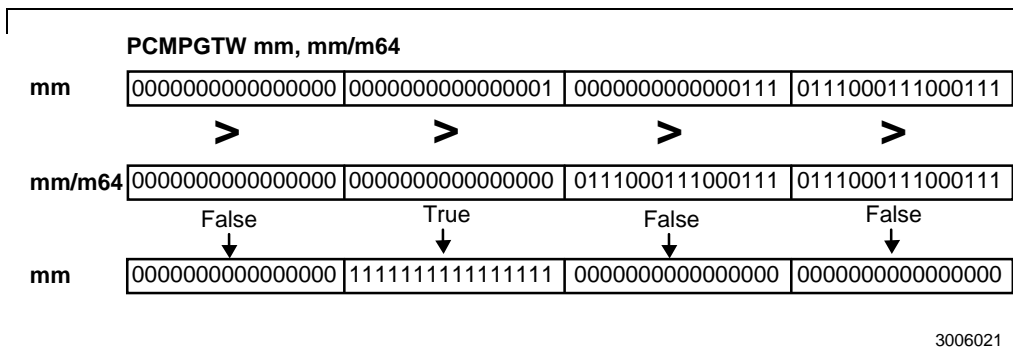 PCMPGTW mm, mm/m64
mm 0000000000000000 0000000000000001 0000000000000111 0111000111000111
> > > >
mm/m64 0000000000000000 0000000000000000 0111000111000111 0111000111000111
False True False False
mm 0000000000000000 1111111111111111 0000000000000000 0000000000000000
3006021